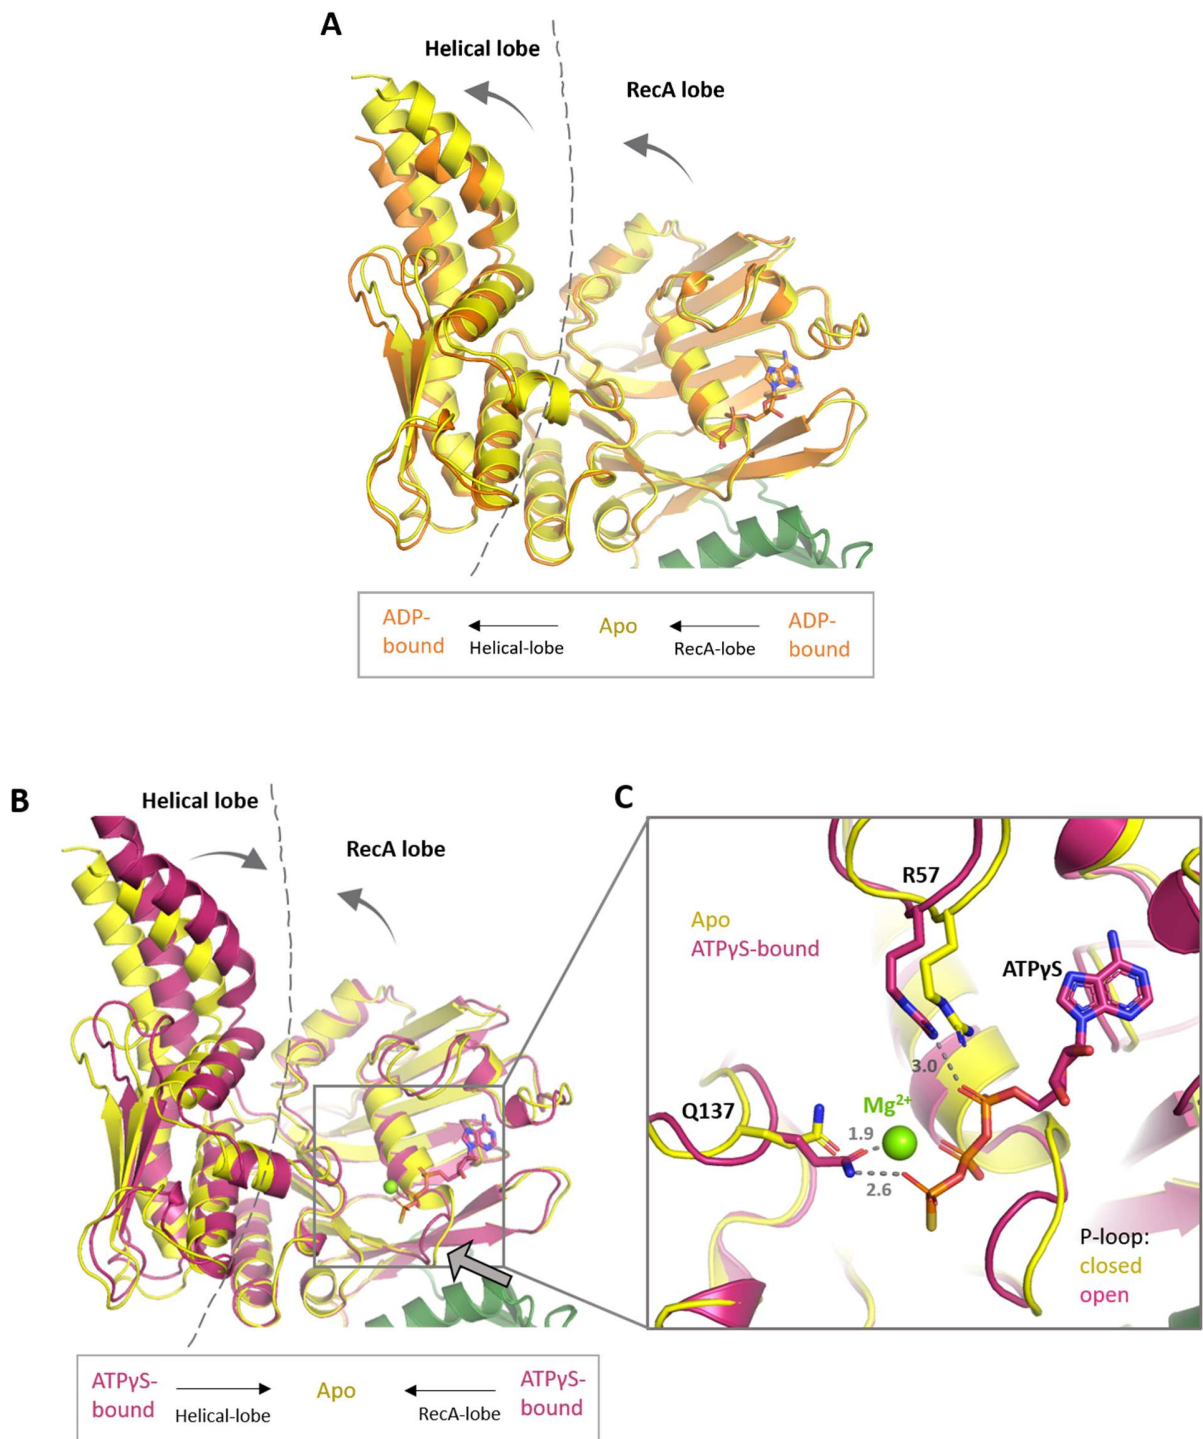 A
Helical lobe
RecA lobe
ADP-
bound
Helical-lobe
Apo
RecA-lobe
ADP-
bound
B
Helical lobe
RecA lobe
ATPγS-
bound
Helical-lobe
Apo
RecA-lobe
ATPγS-
bound
C
R57
Apo
ATPγS-bound
ATPγS
3.0
Q137
Mg²⁺
1.9
2.6
P-loop:
closed
open